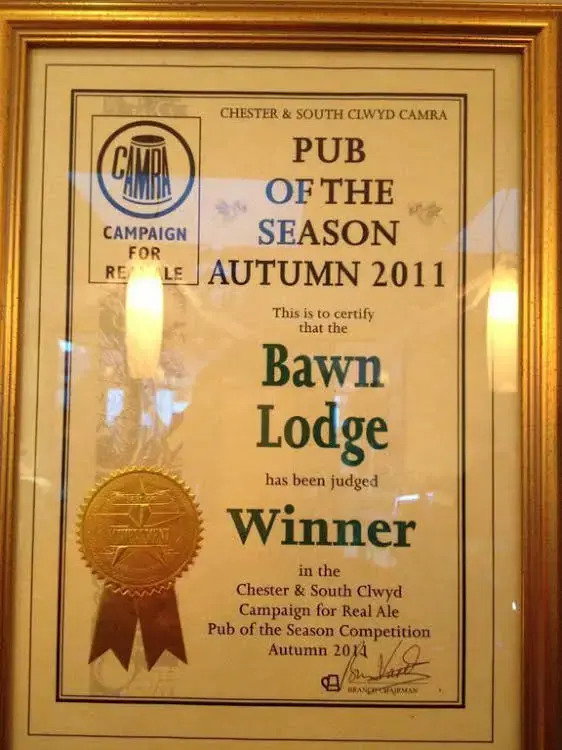 CHESTER & SOUTH CLWYD CAMRA
CAMRA
CAMPAIGN
FOR
REAL ALE
PUB
OF THE
SEASON
AUTUMN 2011
This is to certify
that the
Bawn
Lodge
has been judged
Winner
in the
Chester & South Clwyd
Campaign for Real Ale
Pub of the Season Competition
Autumn 2011
BRANCH CHAIRMAN